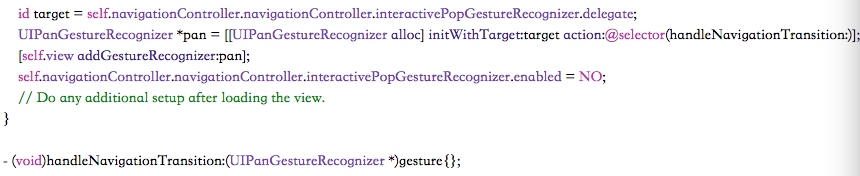 id target = self.navigationController.navigationController.interactivePopGestureRecognizer.delegate;
UIPanGestureRecognizer *pan = [[UIPanGestureRecognizer alloc] initWithTarget:target action:@selector(handleNavigationTransition:)];
[self.view addGestureRecognizer:pan];
self.navigationController.navigationController.interactivePopGestureRecognizer.enabled = NO;
// Do any additional setup after loading the view.
}
- (void)handleNavigationTransition:(UIPanGestureRecognizer *)gesture{};